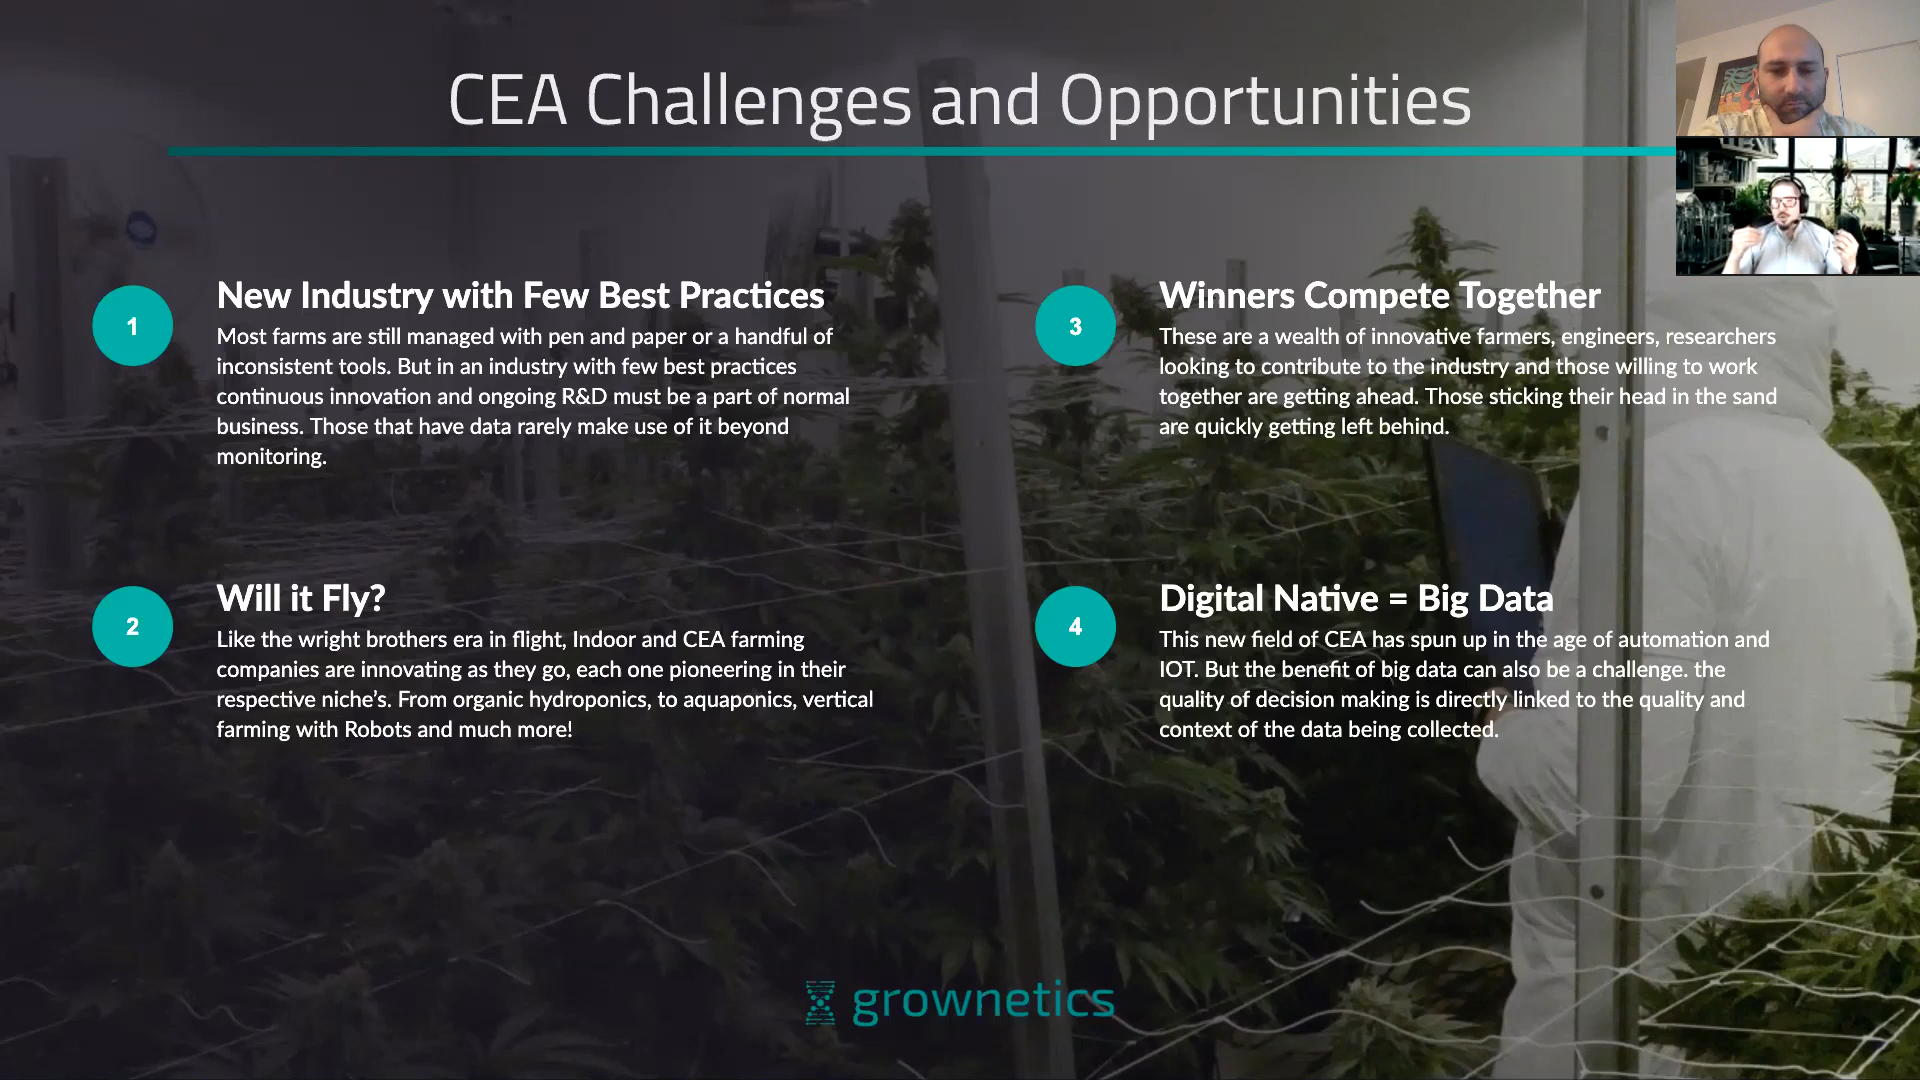 CEA Challenges and Opportunities
1
New Industry with Few Best Practices
Most farms are still managed with pen and paper or a handful of
inconsistent tools. But in an industry with few best practices
continuous innovation and ongoing R&D must be a part of normal
business. Those that have data rarely make use of it beyond
monitoring.
2
Will it Fly?
Like the wright brothers era in flight, Indoor and CEA farming
companies are innovating as they go, each one pioneering in their
respective niche’s. From organic hydroponics, to aquaponics, vertical
farming with Robots and much more!
3
Winners Compete Together
These are a wealth of innovative farmers, engineers, researchers
looking to contribute to the industry and those willing to work
together are getting ahead. Those sticking their head in the sand
are quickly getting left behind.
4
Digital Native = Big Data
This new field of CEA has spun up in the age of automation and
IOT. But the benefit of big data can also be a challenge. the
quality of decision making is directly linked to the quality and
context of the data being collected.
grownetics